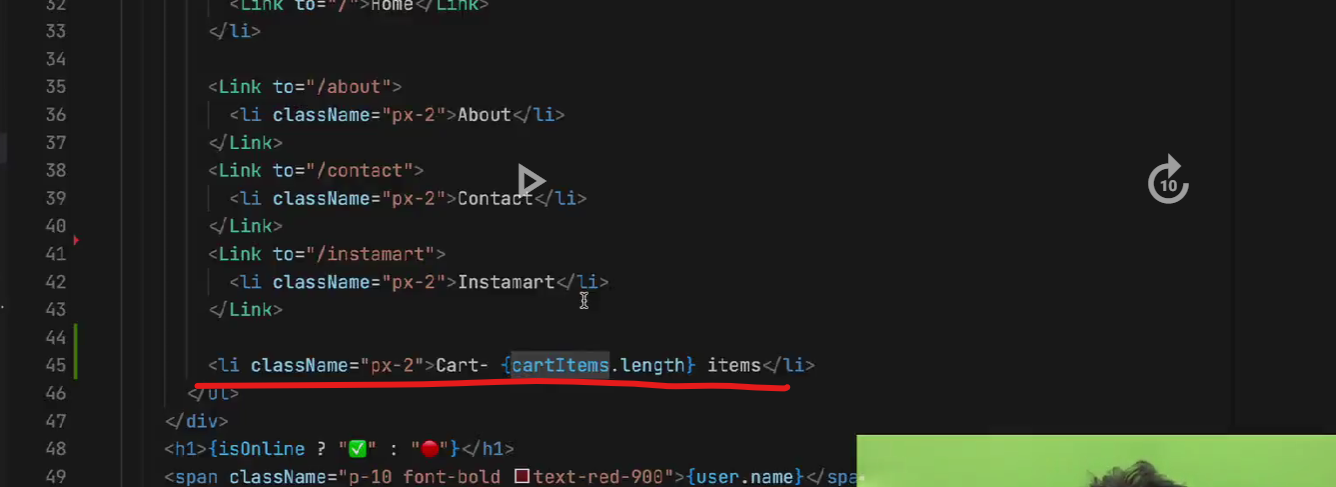 32 <Link to="/">Home</Link>
33 </li>
34
35 <Link to="/about">
36 <li className="px-2">About</li>
37 </Link>
38 <Link to="/contact">
39 <li className="px-2">Contact</li>
40 </Link>
41 <Link to="/instamart">
42 <li className="px-2">Instamart</li>
43 </Link>
44
45 <li className="px-2">Cart- {cartItems.length} items</li>
46 </ul>
47 </div>
48 <h1>{isOnline ? "✅" : "🔴"}</h1>
49 <span className="p-10 font-bold text-red-900">{user.name}</spa
10